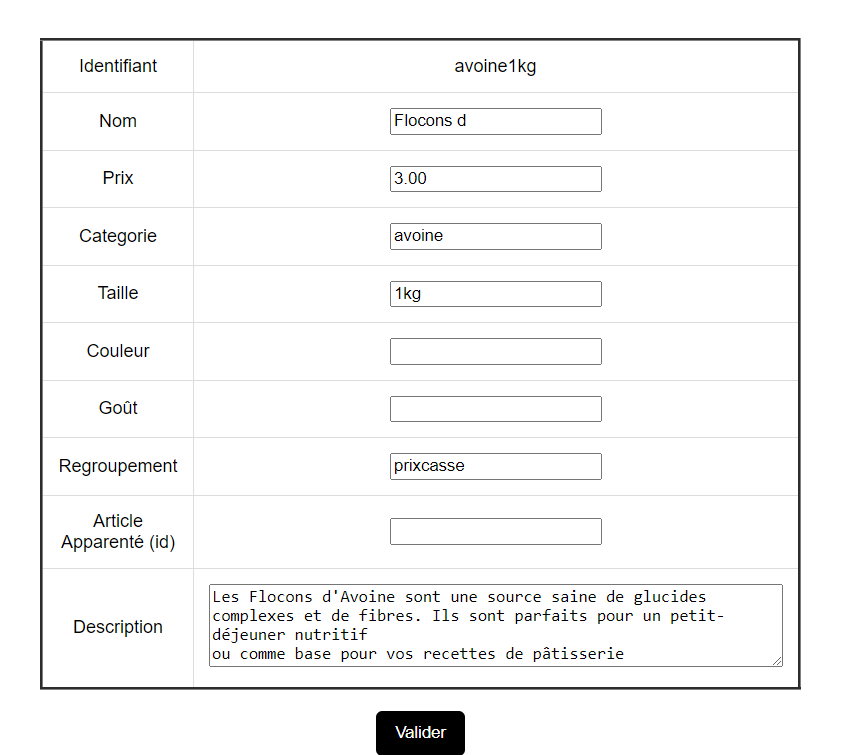 Identifiant avoine1kg
Nom Flocons d
Prix 3.00
Categorie avoine
Taille 1kg
Couleur
Goût
Regroupement prixcasse
Article
Apparenté (id)
Description
Les Flocons d'Avoine sont une source saine de glucides
complexes et de fibres. Ils sont parfaits pour un petit-
déjeuner nutritif
ou comme base pour vos recettes de pâtisserie
Valider